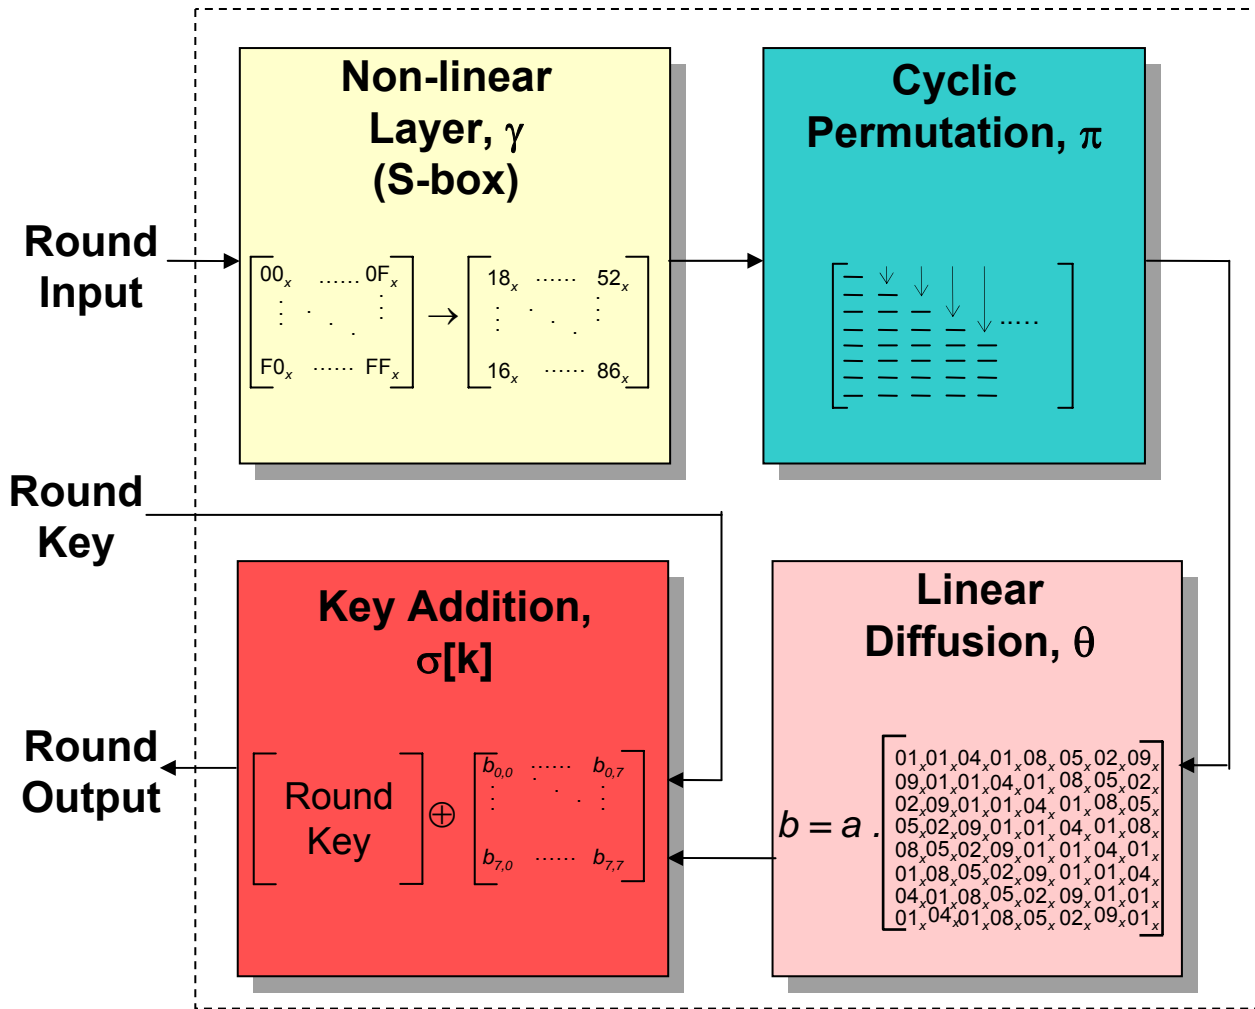 Non-linear
Layer, γ
(S-box)
Cyclic
Permutation, π
Round
Input
00ₓ ...... 0Fₓ
F0ₓ ...... FFₓ
→
18ₓ ...... 52ₓ
16ₓ ...... 86ₓ
.....
Round
Key
Key Addition,
σ[k]
Linear
Diffusion, θ
Round
Output
Round
Key
⊕
b0,0 ...... b0,7
b7,0 ...... b7,7
b = a .
01ₓ01ₓ04ₓ01ₓ08ₓ05ₓ02ₓ09ₓ
09ₓ01ₓ01ₓ04ₓ01ₓ08ₓ05ₓ02ₓ
02ₓ09ₓ01ₓ01ₓ04ₓ01ₓ08ₓ05ₓ
05ₓ02ₓ09ₓ01ₓ01ₓ04ₓ01ₓ08ₓ
08ₓ05ₓ02ₓ09ₓ01ₓ01ₓ04ₓ01ₓ
01ₓ08ₓ05ₓ02ₓ09ₓ01ₓ01ₓ04ₓ
04ₓ01ₓ08ₓ05ₓ02ₓ09ₓ01ₓ01ₓ
01ₓ04ₓ01ₓ08ₓ05ₓ02ₓ09ₓ01ₓ